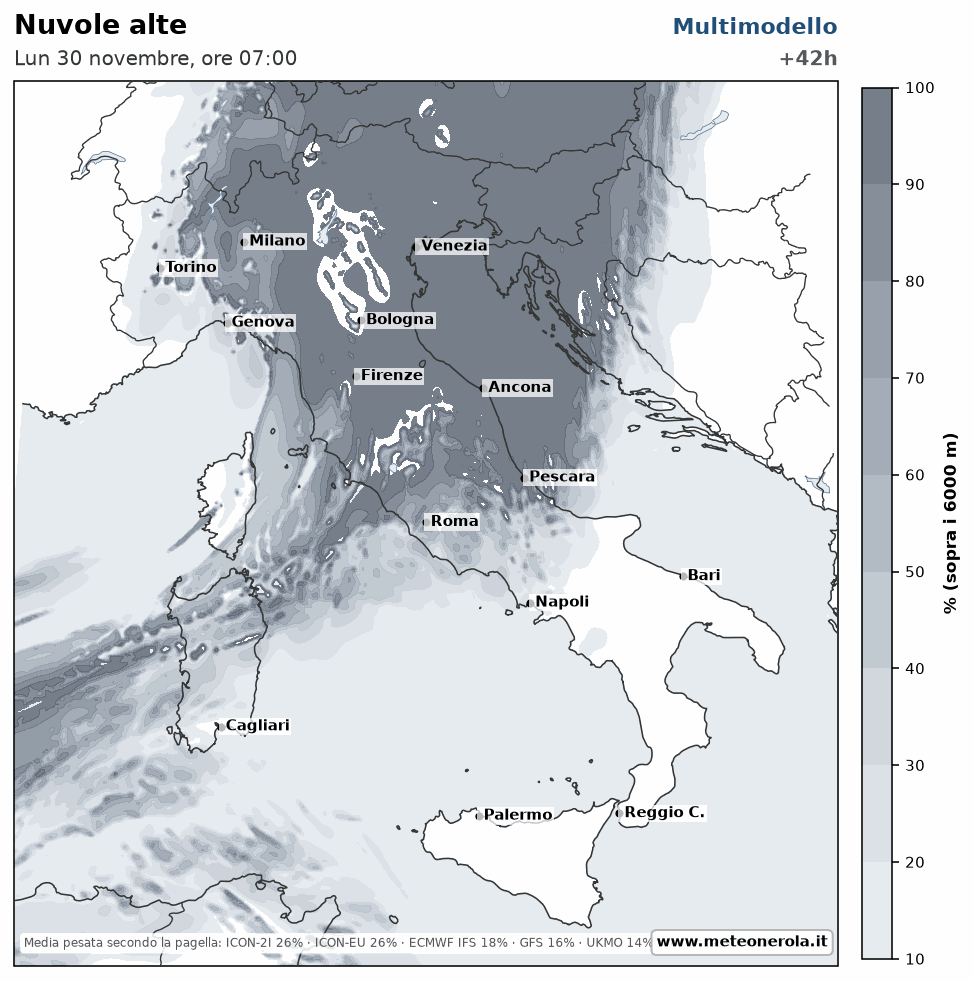 Nuvole alte
Multimodello
Lun 30 novembre, ore 07:00
+42h
Milano
Venezia
Torino
Genova
Bologna
Firenze
Ancona
Pescara
Roma
Bari
Napoli
Cagliari
Palermo
Reggio C.
Media pesata secondo la pagella: ICON-2I 26% · ICON-EU 26% · ECMWF IFS 18% · GFS 16% · UKMO 14%
www.meteonerola.it
100
90
80
70
60
50
40
30
20
10
% (sopra i 6000 m)